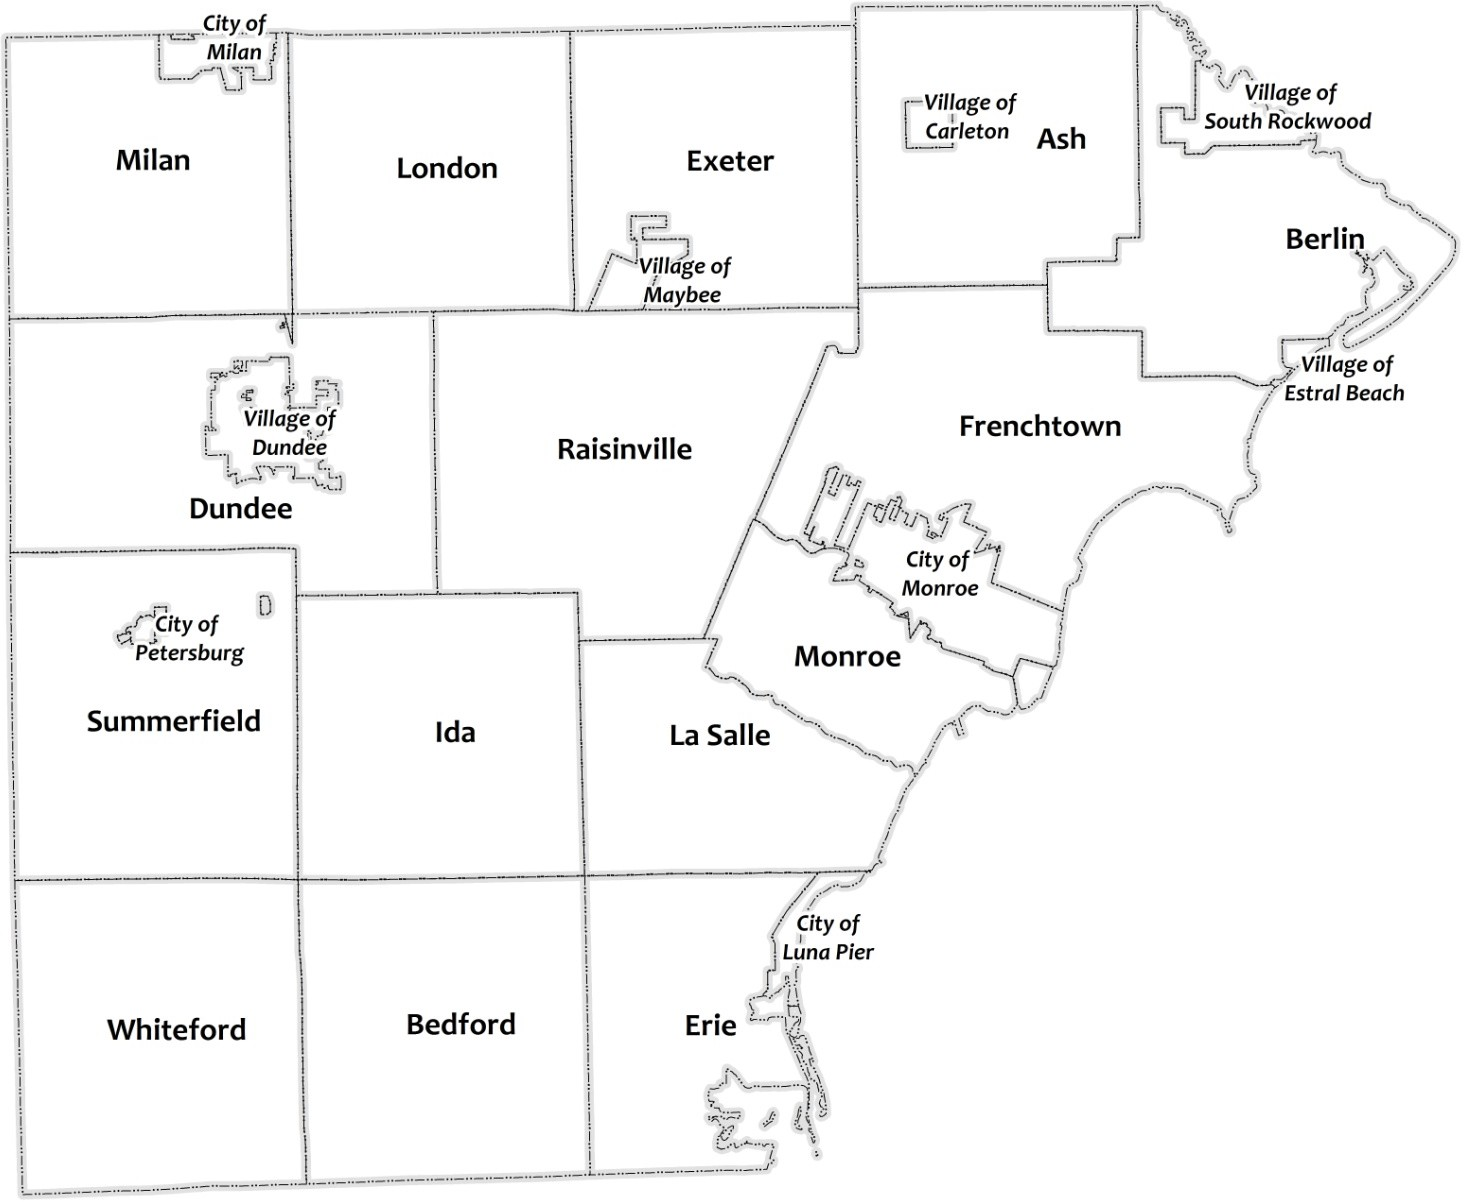 City of
Milan
Village of
South Rockwood
Village of
Carleton
Ash
Milan
London
Exeter
Berlin
Village of
Maybee
Village of
Estral Beach
Village of
Dundee
Frenchtown
Raisinville
Dundee
City of
Monroe
City of
Petersburg
Monroe
Summerfield
Ida
La Salle
City of
Luna Pier
Whiteford
Bedford
Erie